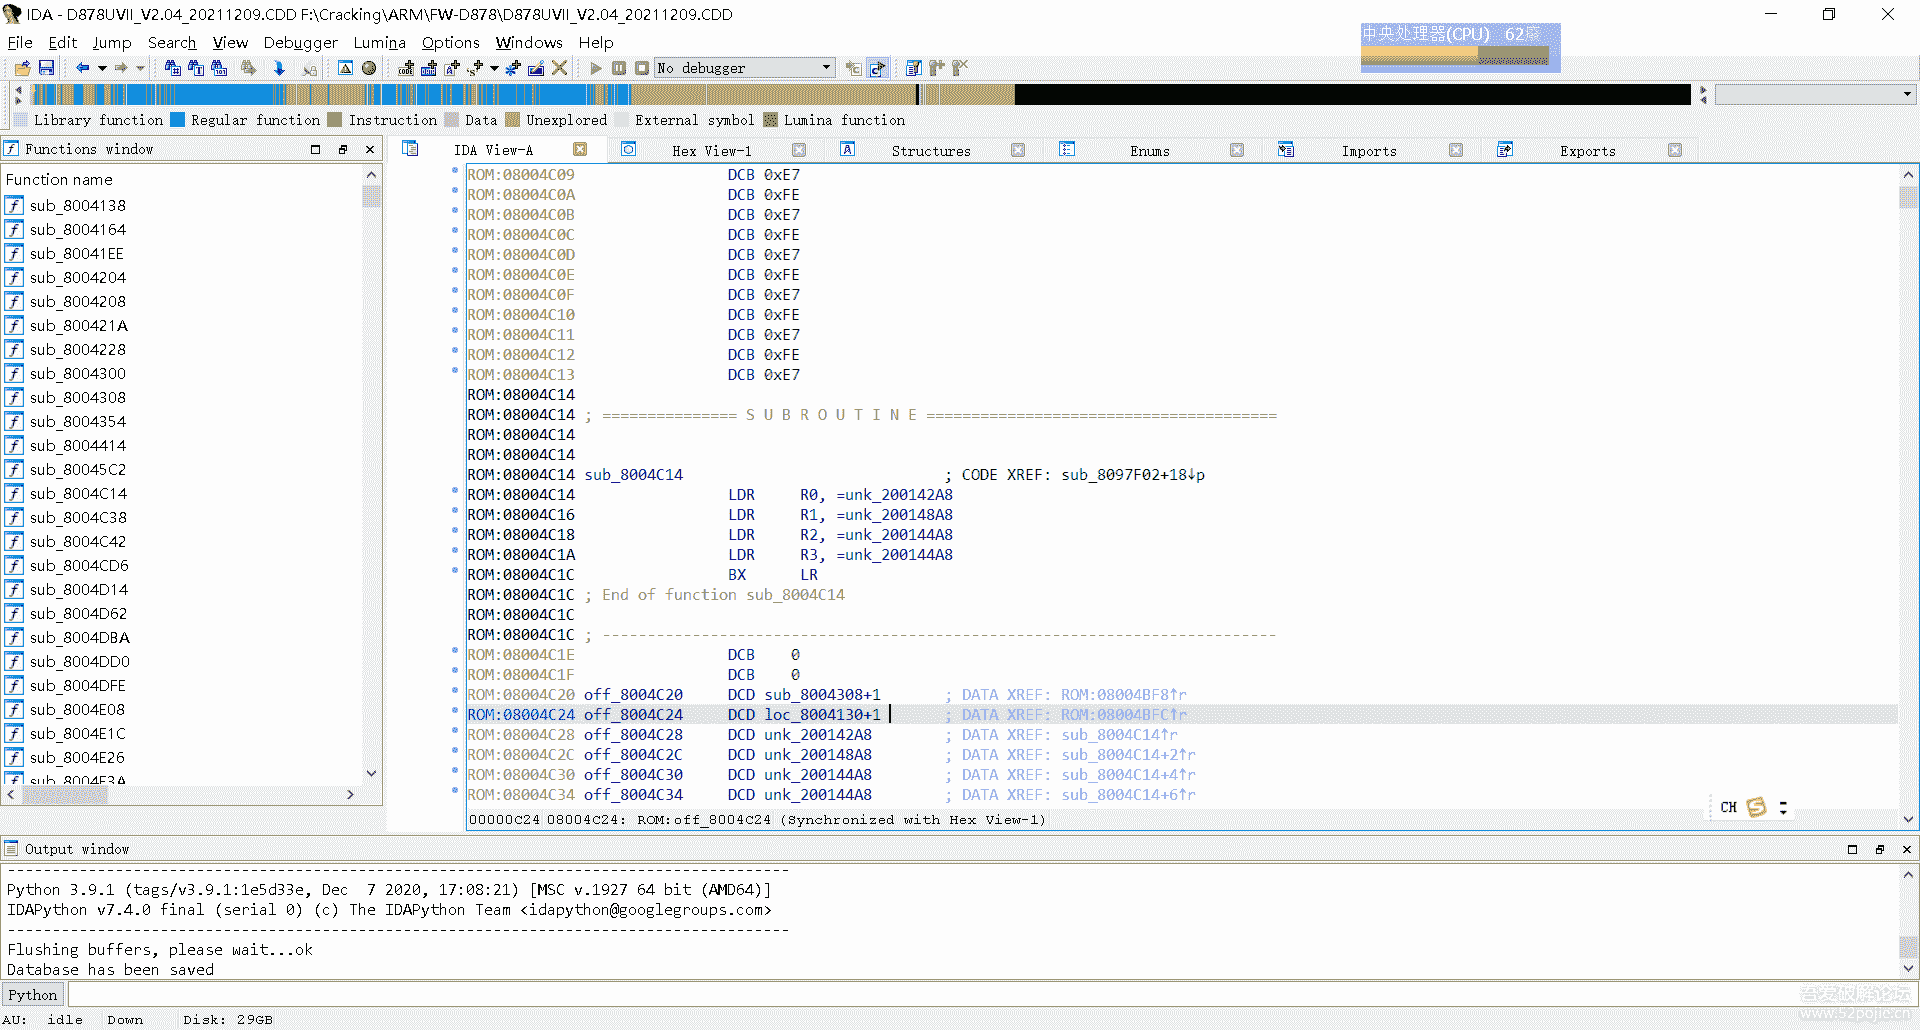 IDA - D878UVII_V2.04_20211209.CDD F:\Cracking\ARM\FW-D878\D878UVII_V2.04_20211209.CDD
中央处理器(CPU) 62
File Edit Jump Search View Debugger Lumina Options Windows Help
No debugger
Library function Regular function Instruction Data Unexplored External symbol Lumina function
Functions window
IDA View-A Hex View-1 Structures Enums Imports Exports
Function name
sub_8004138
sub_8004164
sub_80041EE
sub_8004204
sub_8004208
sub_800421A
sub_8004228
sub_8004300
sub_8004308
sub_8004354
sub_8004414
sub_80045C2
sub_8004C14
sub_8004C38
sub_8004C42
sub_8004CD6
sub_8004D14
sub_8004D62
sub_8004DBA
sub_8004DD0
sub_8004DFE
sub_8004E08
sub_8004E1C
sub_8004E26
sub_8004E3A
ROM:08004C09 DCB 0xE7
ROM:08004C0A DCB 0xFE
ROM:08004C0B DCB 0xE7
ROM:08004C0C DCB 0xFE
ROM:08004C0D DCB 0xE7
ROM:08004C0E DCB 0xFE
ROM:08004C0F DCB 0xE7
ROM:08004C10 DCB 0xFE
ROM:08004C11 DCB 0xE7
ROM:08004C12 DCB 0xFE
ROM:08004C13 DCB 0xE7
ROM:08004C14
ROM:08004C14 ; =============== S U B R O U T I N E =======================================
ROM:08004C14
ROM:08004C14
ROM:08004C14 sub_8004C14 ; CODE XREF: sub_8097F02+18↓p
ROM:08004C14 LDR R0, =unk_200142A8
ROM:08004C16 LDR R1, =unk_200148A8
ROM:08004C18 LDR R2, =unk_200144A8
ROM:08004C1A LDR R3, =unk_200144A8
ROM:08004C1C BX LR
ROM:08004C1C ; End of function sub_8004C14
ROM:08004C1C
ROM:08004C1C ; ---------------------------------------------------------------------------
ROM:08004C1E DCB 0
ROM:08004C1F DCB 0
ROM:08004C20 off_8004C20 DCD sub_8004308+1 ; DATA XREF: ROM:08004BF8↑r
ROM:08004C24 off_8004C24 DCD loc_8004130+1 ; DATA XREF: ROM:08004BFC↑r
ROM:08004C28 off_8004C28 DCD unk_200142A8 ; DATA XREF: sub_8004C14↑r
ROM:08004C2C off_8004C2C DCD unk_200148A8 ; DATA XREF: sub_8004C14+2↑r
ROM:08004C30 off_8004C30 DCD unk_200144A8 ; DATA XREF: sub_8004C14+4↑r
ROM:08004C34 off_8004C34 DCD unk_200144A8 ; DATA XREF: sub_8004C14+6↑r
CH
00000C24 08004C24: ROM:off_8004C24 (Synchronized with Hex View-1)
Output window
---------------------------------------------------------------------------------------
Python 3.9.1 (tags/v3.9.1:1e5d33e, Dec  7 2020, 17:08:21) [MSC v.1927 64 bit (AMD64)]
IDAPython v7.4.0 final (serial 0) (c) The IDAPython Team <idapython@googlegroups.com>
---------------------------------------------------------------------------------------
Flushing buffers, please wait...ok
Database has been saved
Python
吾爱破解论坛
www.52pojie.cn
AU: idle Down Disk: 29GB